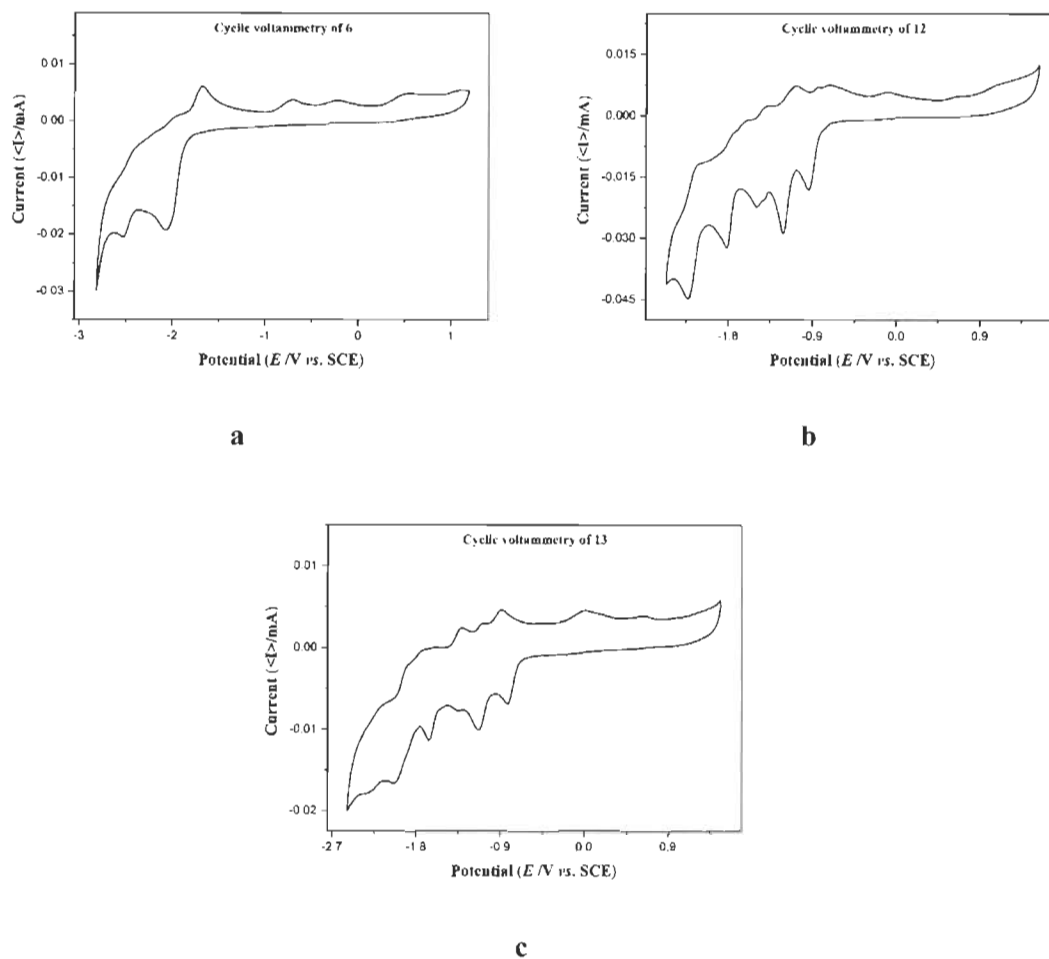 Cyclic voltammetry of 6
0.01
0.00
-0.01
-0.02
-0.03
Current (<I>/mA)
-3 -2 -1 0 1
Potential (E /V vs. SCE)
a
Cyclic voltammetry of 12
0.015
0.000
-0.015
-0.030
-0.045
Current (<I>/mA)
-1.8 -0.9 0.0 0.9
Potential (E /V vs. SCE)
b
Cyclic voltammetry of 13
0.01
0.00
-0.01
-0.02
Current (<I>/mA)
-2.7 -1.8 -0.9 0.0 0.9
Potential (E /V vs. SCE)
c